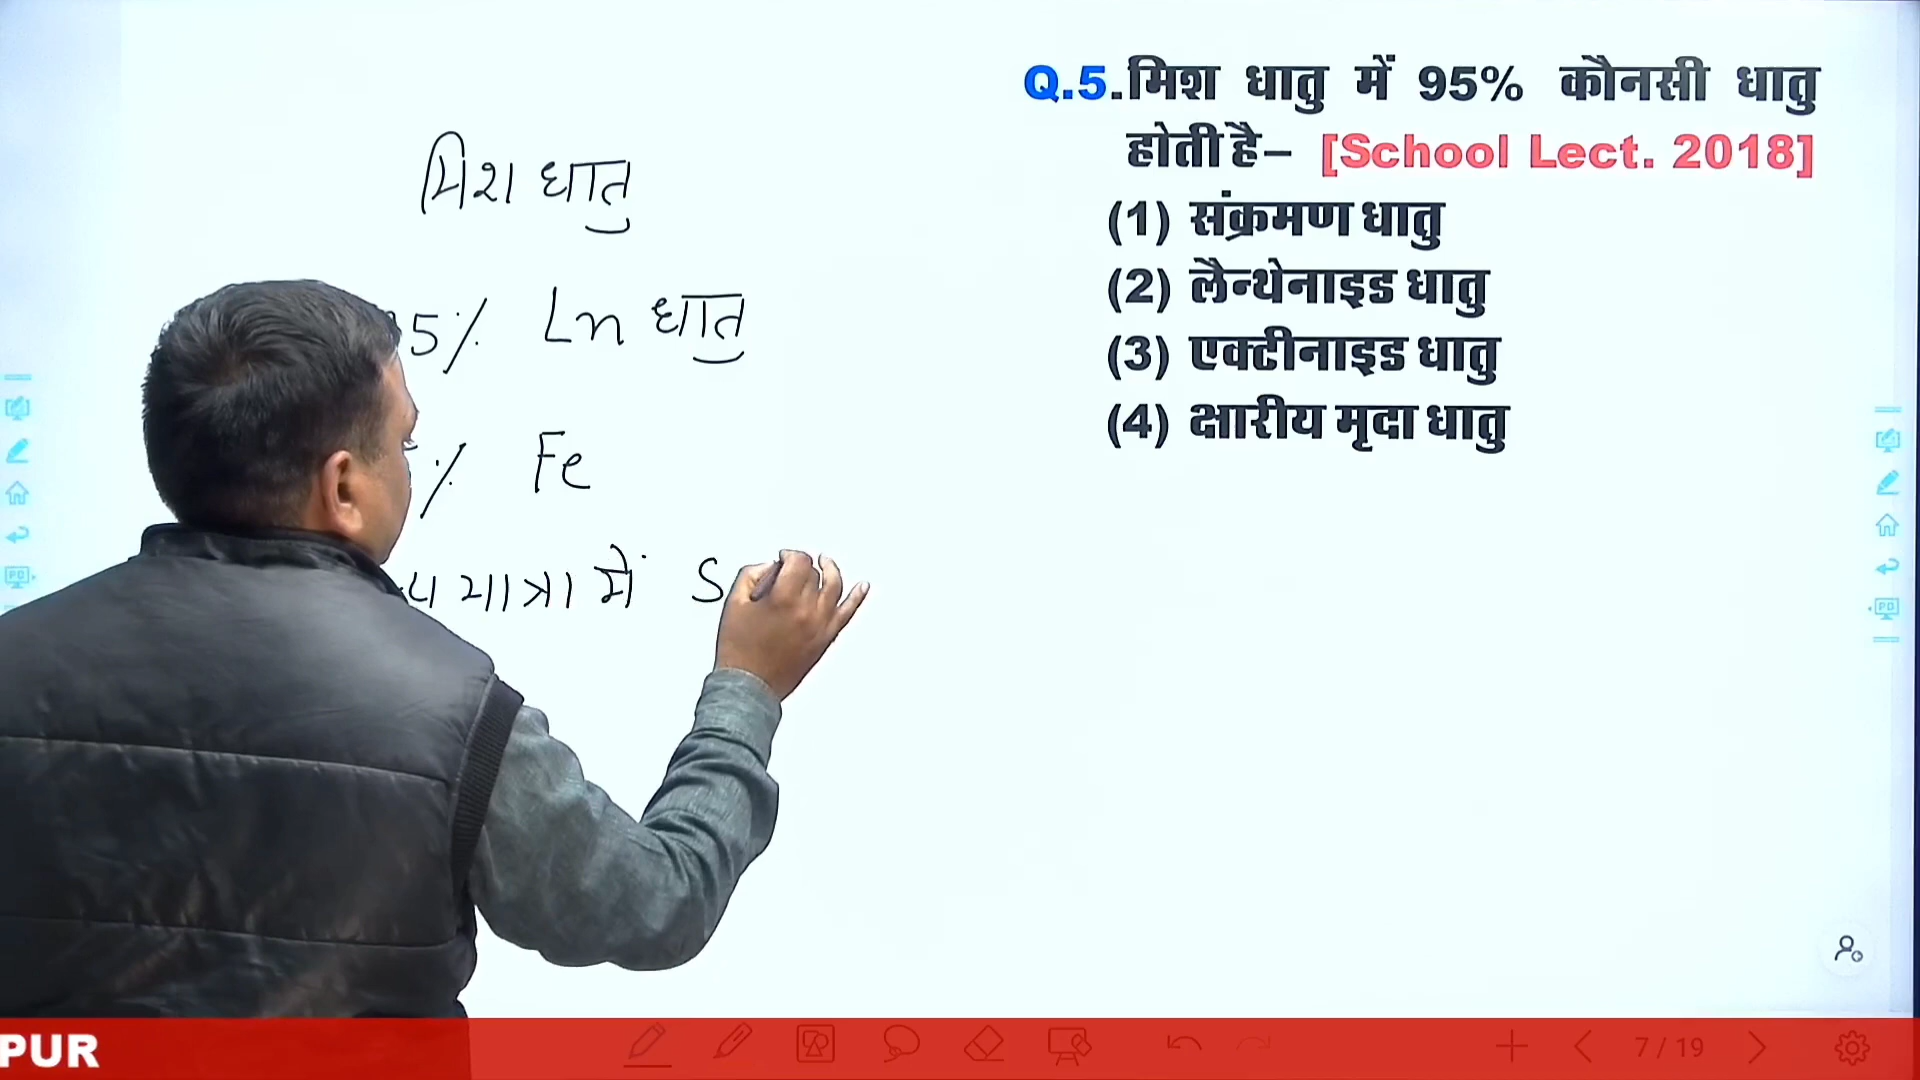 मिश धातु
5% Ln धातु
% Fe
मात्रा में S
Q.5. मिश धातु में 95% कौनसी धातु
होती है– [School Lect. 2018]
(1) संक्रमण धातु
(2) लैन्थेनाइड धातु
(3) एक्टीनाइड धातु
(4) क्षारीय मृदा धातु
PUR
7 / 19